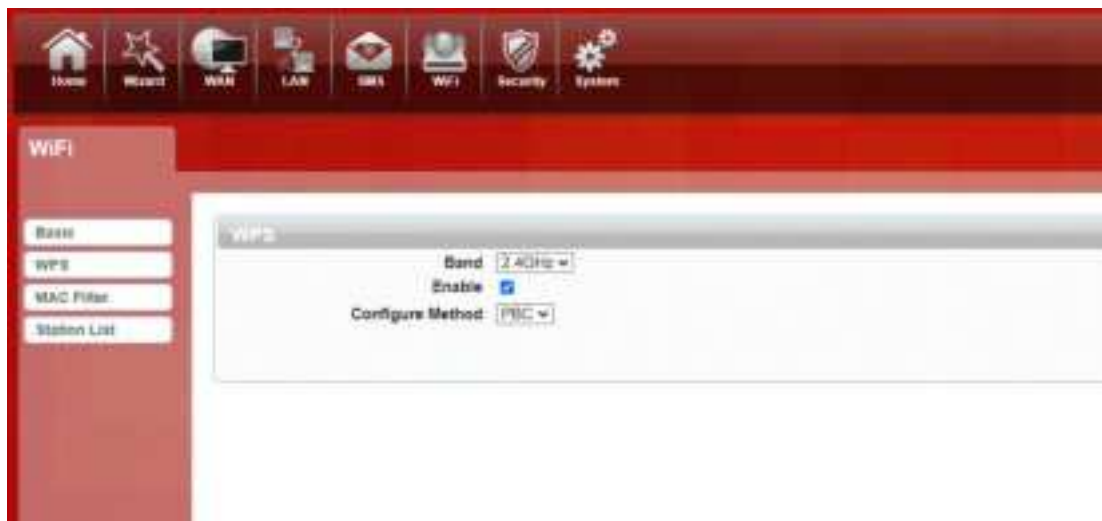 Home Wizard WAN LAN SMS WiFi Security System
WiFi
Basic
WPS
MAC Filter
Station List
WPS
Band 2.4GHz
Enable
Configure Method PBC